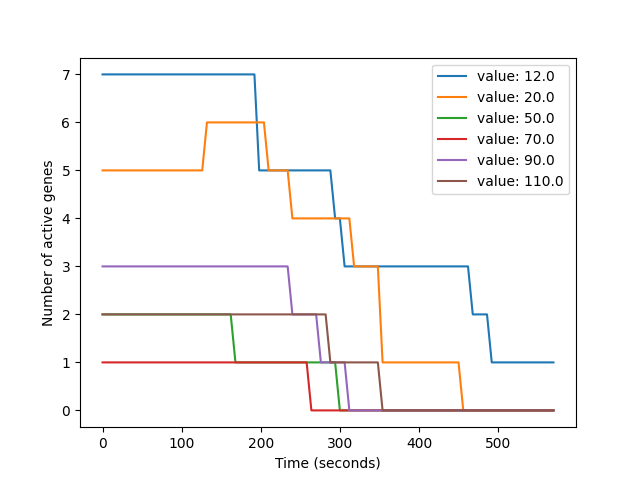 value: 12.0
value: 20.0
value: 50.0
value: 70.0
value: 90.0
value: 110.0
Number of active genes
7
6
5
4
3
2
1
0
0 100 200 300 400 500
Time (seconds)